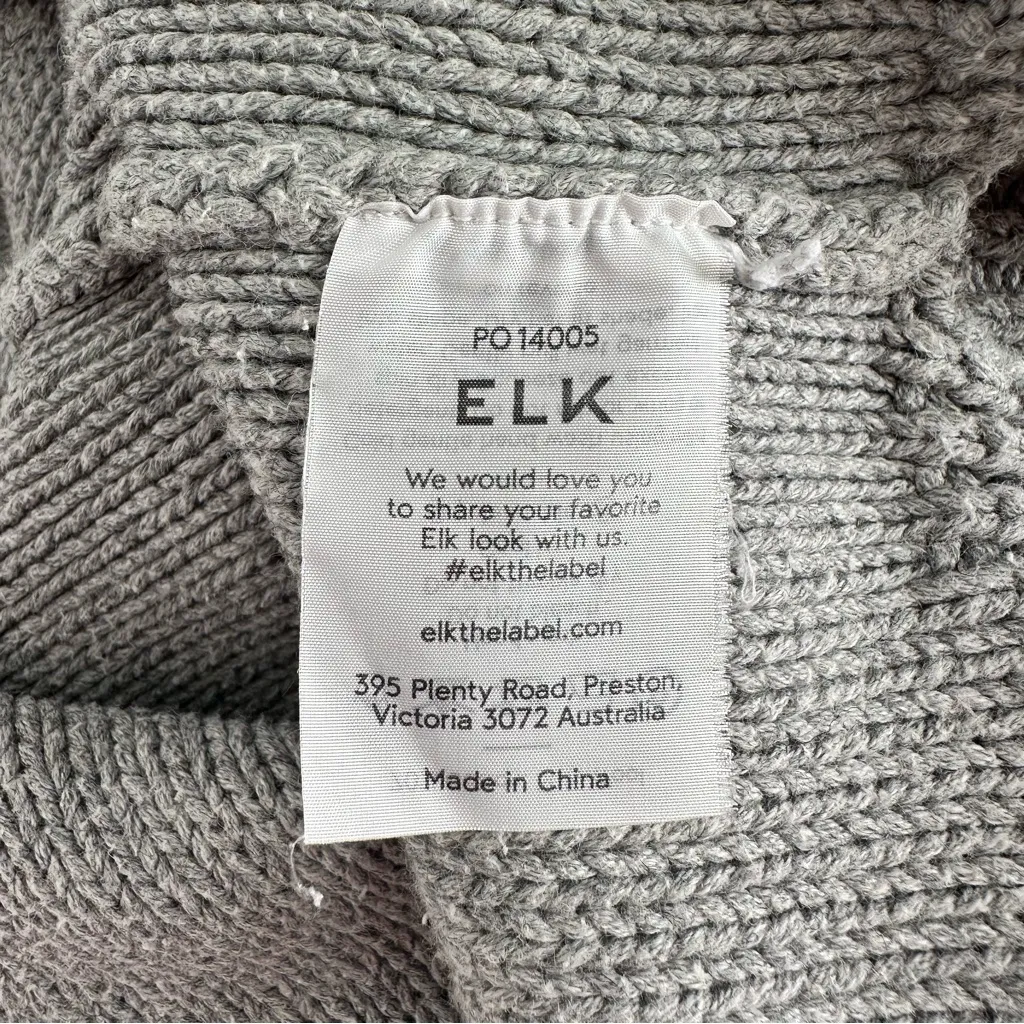 PO 14005
ELK
We would love you
to share your favorite
Elk look with us.
#elkthelabel
elkthelabel.com
395 Plenty Road, Preston,
Victoria 3072 Australia
Made in China